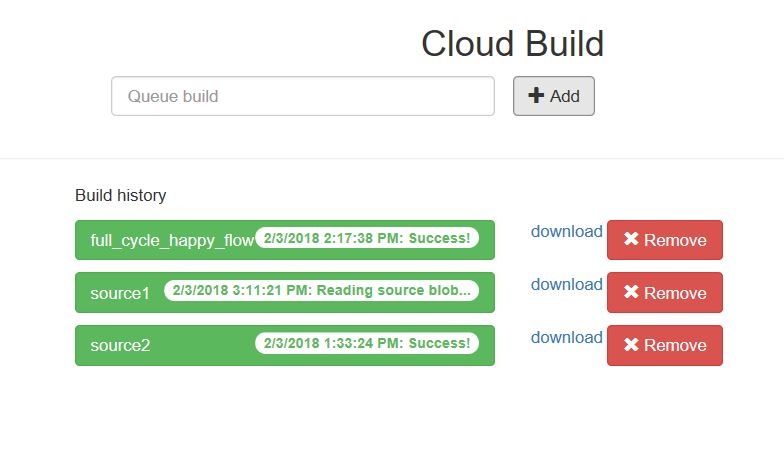 Cloud Build
Queue build Add
Build history
full_cycle_happy_flow 2/3/2018 2:17:38 PM: Success! download Remove
source1 2/3/2018 3:11:21 PM: Reading source blob... download Remove
source2 2/3/2018 1:33:24 PM: Success! download Remove